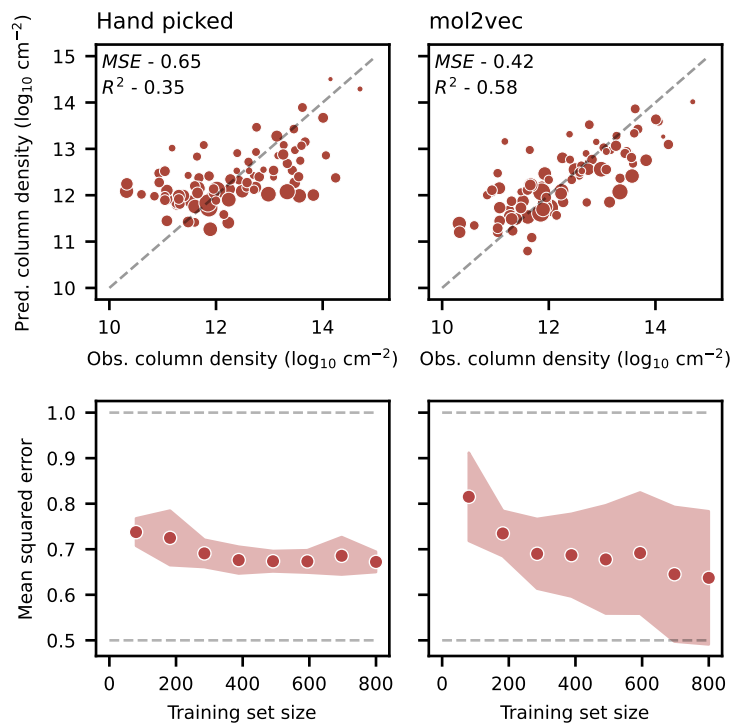 Hand picked
mol2vec
Pred. column density (log₁₀ cm⁻²)
15
14
13
12
11
10
MSE - 0.65
R² - 0.35
MSE - 0.42
R² - 0.58
10
12
14
10
12
14
Obs. column density (log₁₀ cm⁻²)
Obs. column density (log₁₀ cm⁻²)
Mean squared error
1.0
0.9
0.8
0.7
0.6
0.5
0
200
400
600
800
0
200
400
600
800
Training set size
Training set size